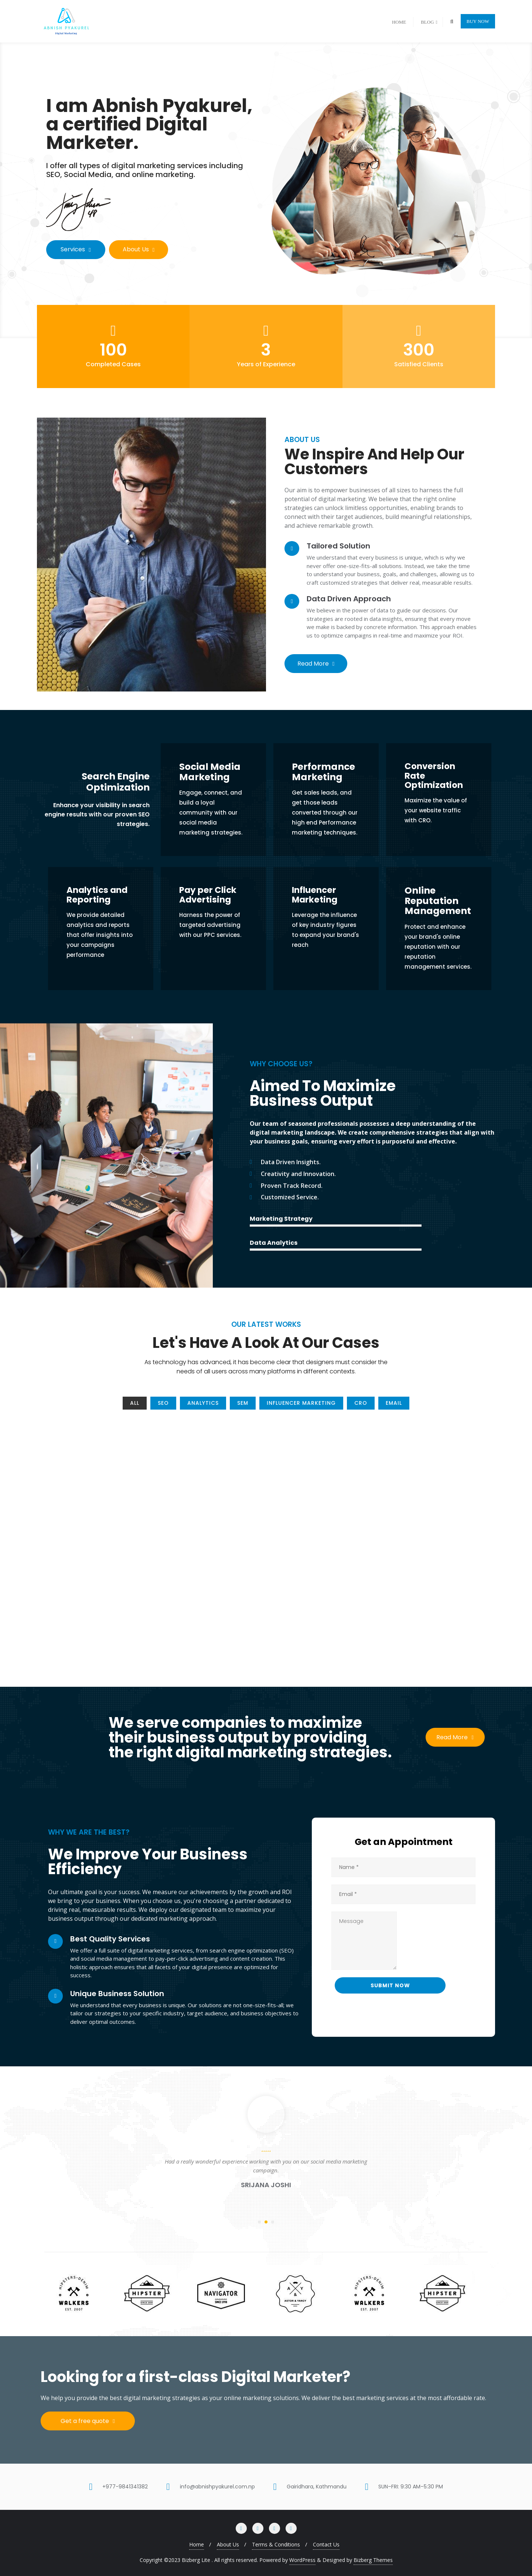 ABNISH PYAKUREL
Digital Marketing
HOME
BLOG
BUY NOW
I am Abnish Pyakurel,
a certified Digital
Marketer.
I offer all types of digital marketing services including
SEO, Social Media, and online marketing.
Services
About Us
100
Completed Cases
3
Years of Experience
300
Satisfied Clients
ABOUT US
We Inspire And Help Our
Customers
Our aim is to empower businesses of all sizes to harness the full
potential of digital marketing. We believe that the right online
strategies can unlock limitless opportunities, enabling brands to
connect with their target audiences, build meaningful relationships,
and achieve remarkable growth.
Tailored Solution
We understand that every business is unique, which is why we
never offer one-size-fits-all solutions. Instead, we take the time
to understand your business, goals, and challenges, allowing us to
craft customized strategies that deliver real, measurable results.
Data Driven Approach
We believe in the power of data to guide our decisions. Our
strategies are rooted in data insights, ensuring that every move
we make is backed by concrete information. This approach enables
us to optimize campaigns in real-time and maximize your ROI.
Read More
Search Engine
Optimization
Enhance your visibility in search
engine results with our proven SEO
strategies.
Social Media
Marketing
Engage, connect, and
build a loyal
community with our
social media
marketing strategies.
Performance
Marketing
Get sales, leads, and
get those leads
converted through our
high end Performance
marketing techniques.
Conversion
Rate
Optimization
Maximize the value of
your website traffic
with CRO.
Analytics and
Reporting
We provide detailed
analytics and reports
that offer insights into
your campaigns
performance
Pay per Click
Advertising
Harness the power of
targeted advertising
with our PPC services.
Influencer
Marketing
Leverage the influence
of key industry figures
to expand your brand's
reach
Online
Reputation
Management
Protect and enhance
your brand's online
reputation with our
reputation
management services.
WHY CHOOSE US?
Aimed To Maximize
Business Output
Our team of seasoned professionals possesses a deep understanding of the
digital marketing landscape. We create comprehensive strategies that align with
your business goals, ensuring every effort is purposeful and effective.
Data Driven Insights.
Creativity and Innovation.
Proven Track Record.
Customized Service.
Marketing Strategy
Data Analytics
OUR LATEST WORKS
Let's Have A Look At Our Cases
As technology has advanced, it has become clear that designers must consider the
needs of all users across many platforms in different contexts.
ALL
SEO
ANALYTICS
SEM
INFLUENCER MARKETING
CRO
EMAIL
We serve companies to maximize
their business output by providing
the right digital marketing strategies.
Read More
WHY WE ARE THE BEST?
We Improve Your Business
Efficiency
Our ultimate goal is your success. We measure our achievements by the growth and ROI
we bring to your business. When you choose us, you're choosing a partner dedicated to
driving real, measurable results. We deploy our designated team to maximize your
business output through our dedicated marketing approach.
Best Quality Services
We offer a full suite of digital marketing services, from search engine optimization (SEO)
and social media management to pay-per-click advertising and content creation. This
holistic approach ensures that all facets of your digital presence are optimized for
success.
Unique Business Solution
We understand that every business is unique. Our solutions are not one-size-fits-all; we
tailor our strategies to your specific industry, target audience, and business objectives to
deliver optimal outcomes.
Get an Appointment
Name *
Email *
Message
SUBMIT NOW
Had a really wonderful experience working with you on our social media marketing
campaign.
SRIJANA JOSHI
HIPSTERS-DENIM
WALKERS
EST. 2037
HIPSTER
NAVIGATOR
HIPSTERS-DENIM
WALKERS
EST. 2037
HIPSTER
Looking for a first-class Digital Marketer?
We help you provide the best digital marketing strategies as your online marketing solutions. We deliver the best marketing services at the most affordable rate.
Get a free quote
+977-9841341382
info@abnishpyakurel.com.np
Gairidhara, Kathmandu
SUN-FRI: 9:30 AM-5:30 PM
Home / About Us / Terms & Conditions / Contact Us
Copyright ©2023 Bizberg Lite . All rights reserved. Powered by WordPress & Designed by Bizberg Themes